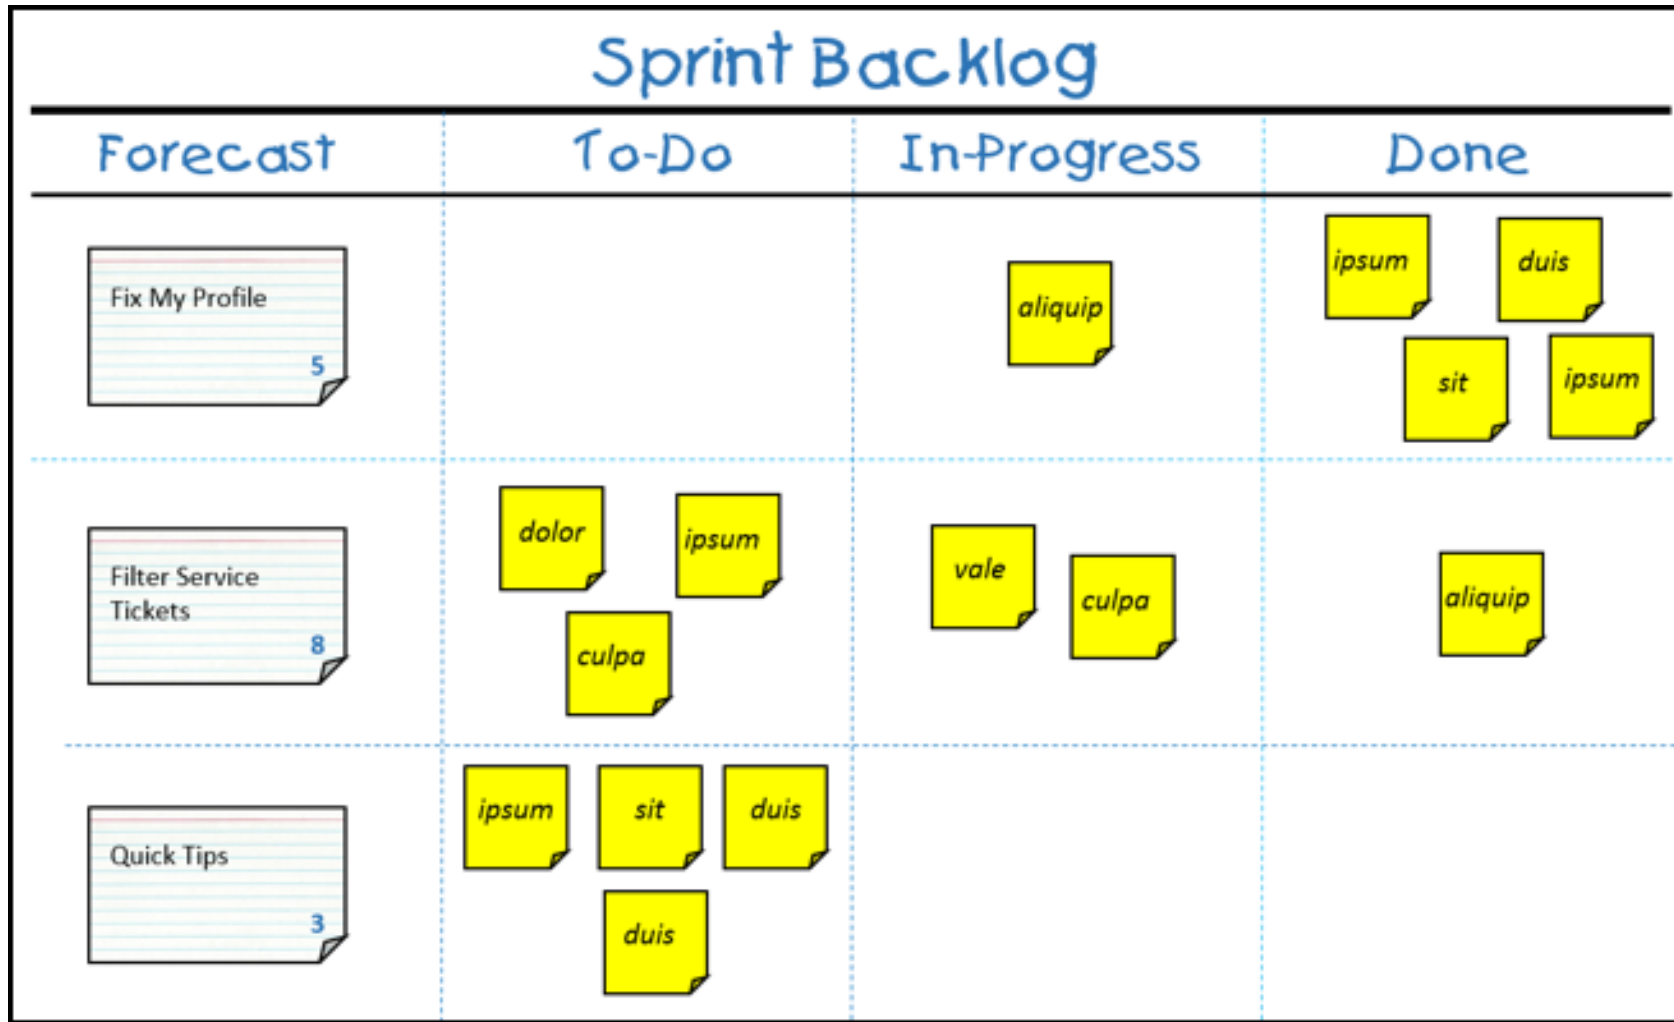 Sprint Backlog
Forecast
To-Do
In-Progress
Done
Fix My Profile
5
aliquip
ipsum
duis
sit
ipsum
Filter Service
Tickets
8
dolor
ipsum
culpa
vale
culpa
aliquip
Quick Tips
3
ipsum
sit
duis
duis